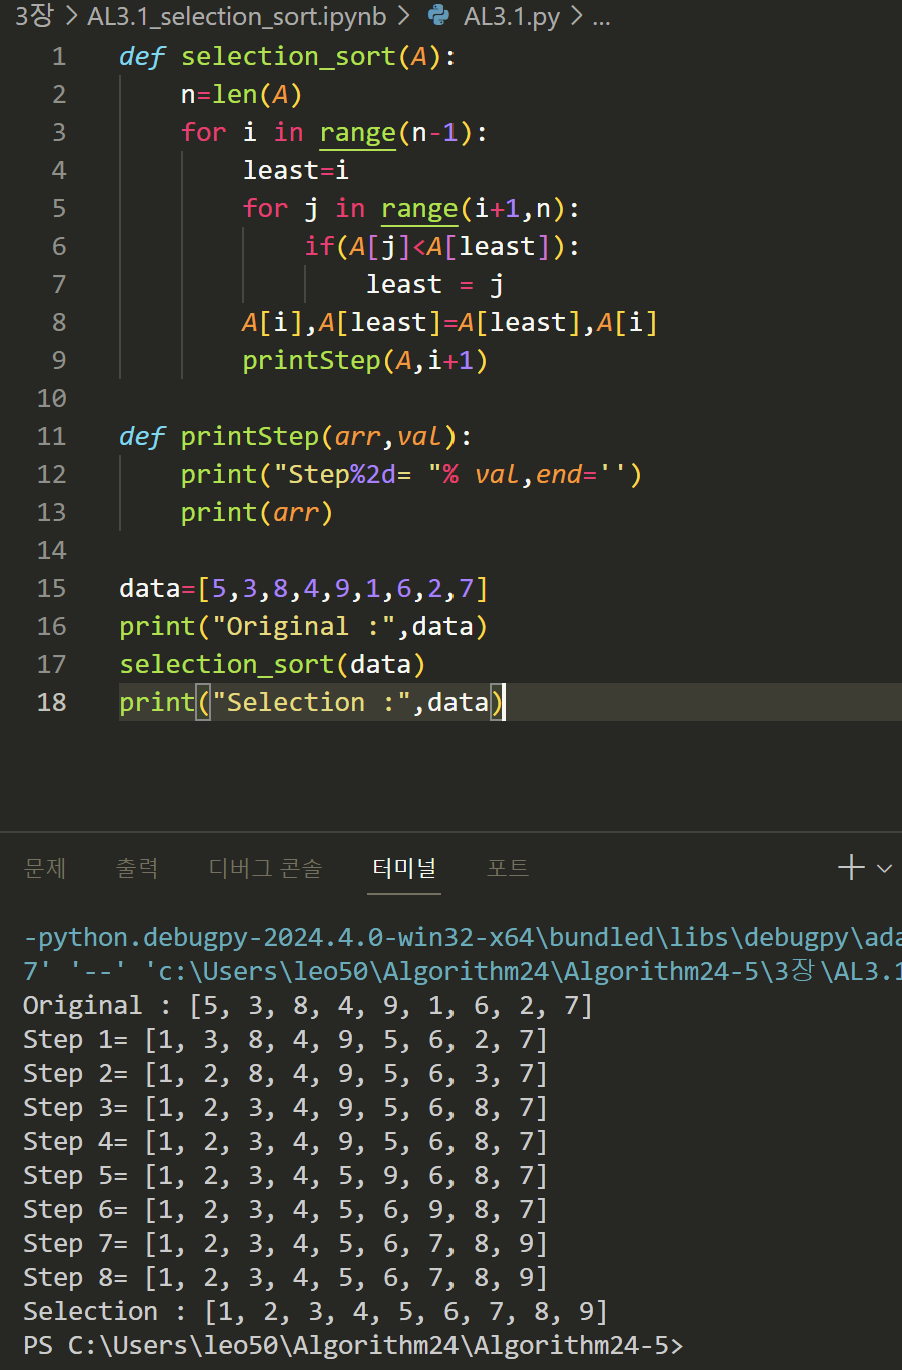 3장 > AL3.1_selection_sort.ipynb > AL3.1.py > ...
1 def selection_sort(A):
2     n=len(A)
3     for i in range(n-1):
4         least=i
5         for j in range(i+1,n):
6             if(A[j]<A[least]):
7                 least = j
8         A[i],A[least]=A[least],A[i]
9         printStep(A,i+1)
10
11 def printStep(arr,val):
12     print("Step%2d= "% val,end='')
13     print(arr)
14
15 data=[5,3,8,4,9,1,6,2,7]
16 print("Original :",data)
17 selection_sort(data)
18 print("Selection :",data)
문제 출력 디버그 콘솔 터미널 포트
-python.debugpy-2024.4.0-win32-x64\bundled\libs\debugpy\ada
7' '--' 'c:\Users\leo50\Algorithm24\Algorithm24-5\3장\AL3.1
Original : [5, 3, 8, 4, 9, 1, 6, 2, 7]
Step 1= [1, 3, 8, 4, 9, 5, 6, 2, 7]
Step 2= [1, 2, 8, 4, 9, 5, 6, 3, 7]
Step 3= [1, 2, 3, 4, 9, 5, 6, 8, 7]
Step 4= [1, 2, 3, 4, 9, 5, 6, 8, 7]
Step 5= [1, 2, 3, 4, 5, 9, 6, 8, 7]
Step 6= [1, 2, 3, 4, 5, 6, 9, 8, 7]
Step 7= [1, 2, 3, 4, 5, 6, 7, 8, 9]
Step 8= [1, 2, 3, 4, 5, 6, 7, 8, 9]
Selection : [1, 2, 3, 4, 5, 6, 7, 8, 9]
PS C:\Users\leo50\Algorithm24\Algorithm24-5>